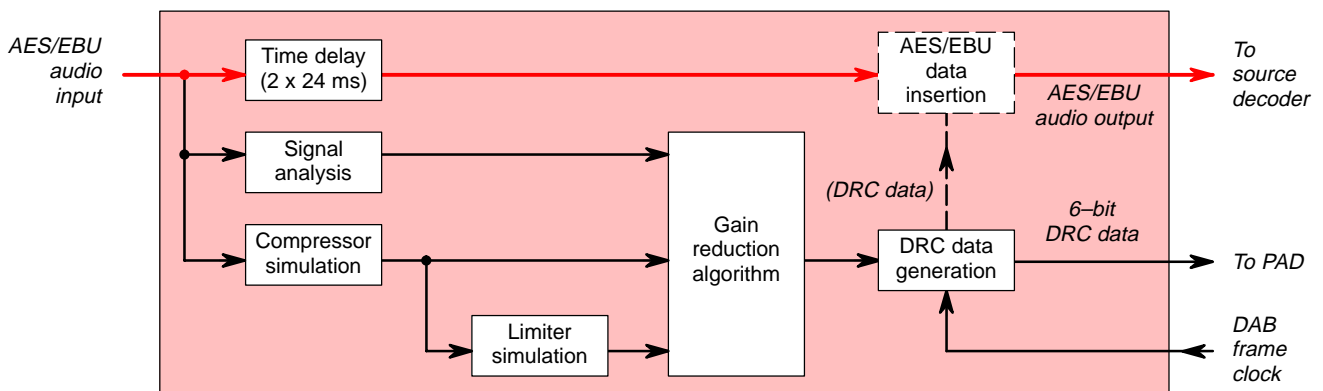 AES/EBU
audio
input
Time delay
(2 x 24 ms)
AES/EBU
data
insertion
AES/EBU
audio output
To
source
decoder
Signal
analysis
(DRC data)
Compressor
simulation
Gain
reduction
algorithm
DRC data
generation
6–bit
DRC data
To PAD
Limiter
simulation
DAB
frame
clock